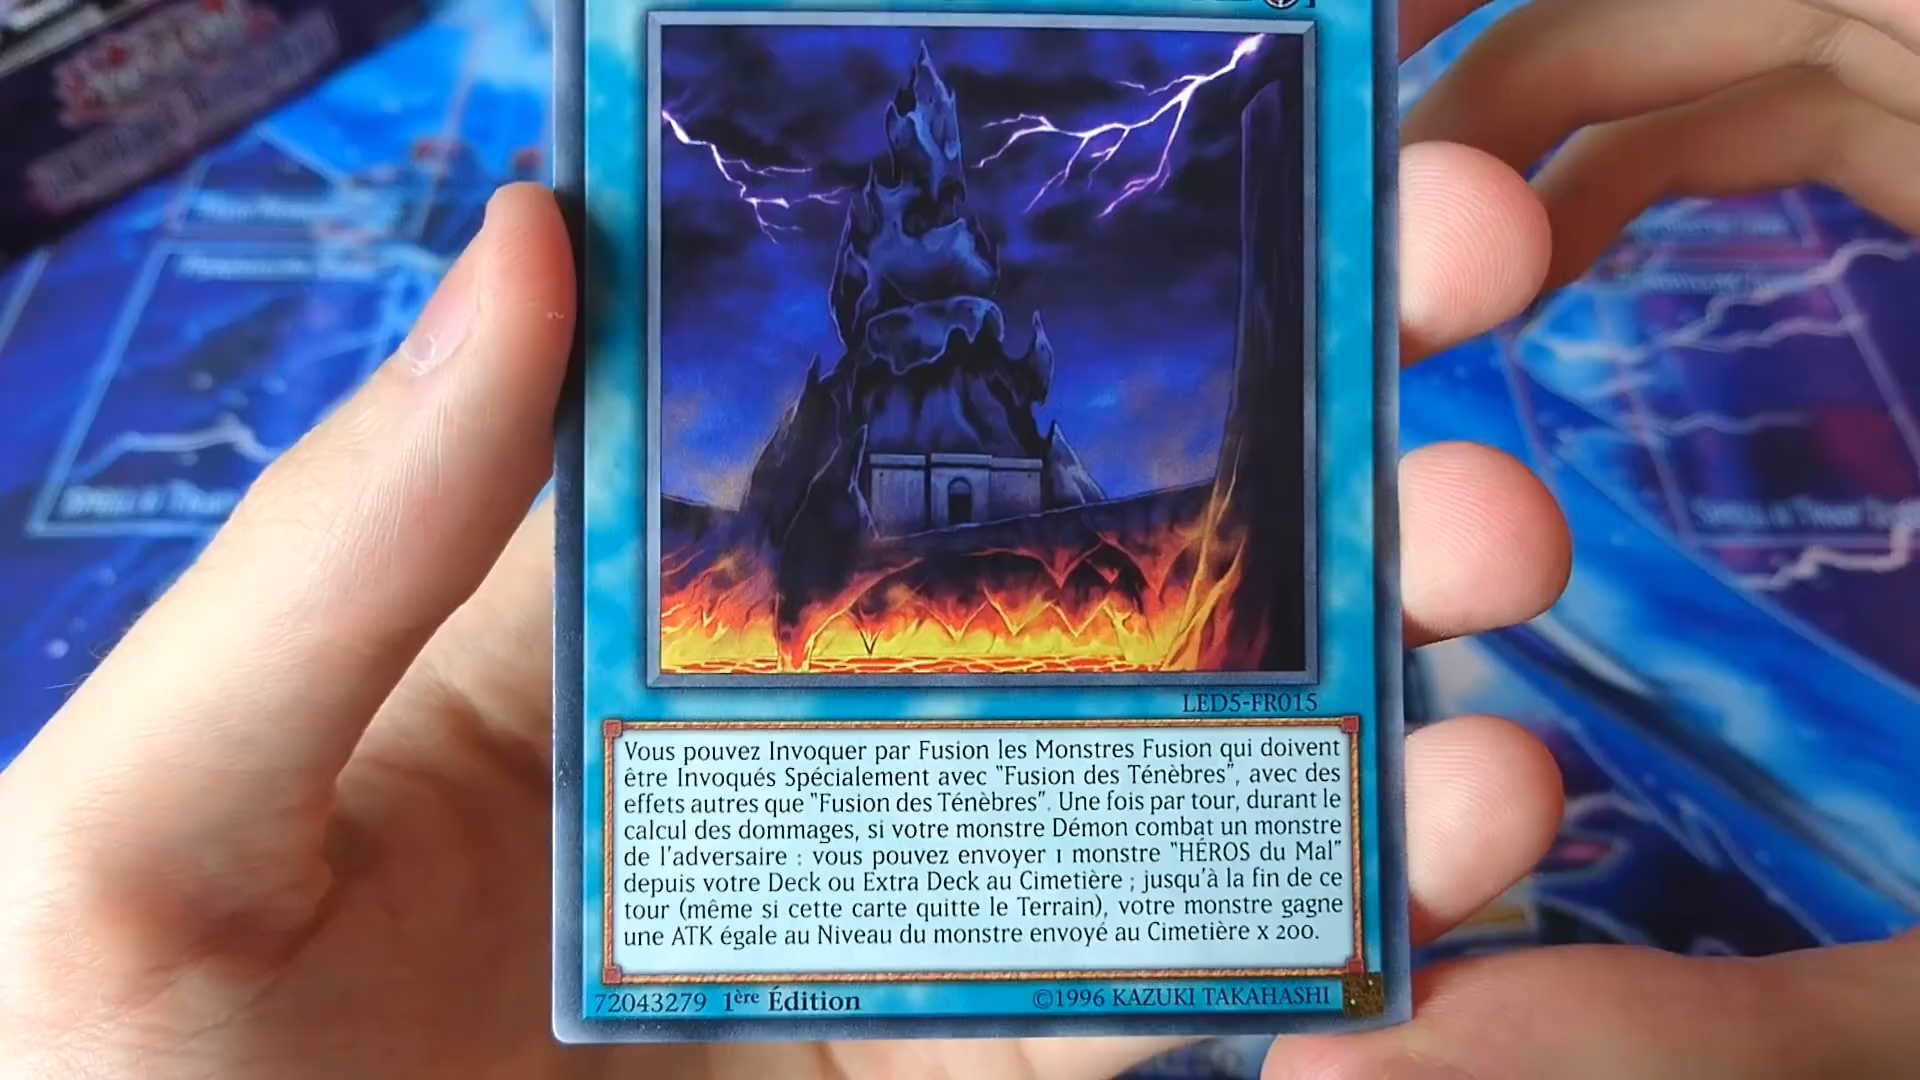 LED5-FR015
Vous pouvez Invoquer par Fusion les Monstres Fusion qui doivent
être Invoqués Spécialement avec "Fusion des Ténèbres", avec des
effets autres que "Fusion des Ténèbres". Une fois par tour, durant le
calcul des dommages, si votre monstre Démon combat un monstre
de l'adversaire : vous pouvez envoyer 1 monstre "HÉROS du Mal"
depuis votre Deck ou Extra Deck au Cimetière ; jusqu'à la fin de ce
tour (même si cette carte quitte le Terrain), votre monstre gagne
une ATK égale au Niveau du monstre envoyé au Cimetière x 200.
72043279 1ère Édition ©1996 KAZUKI TAKAHASHI